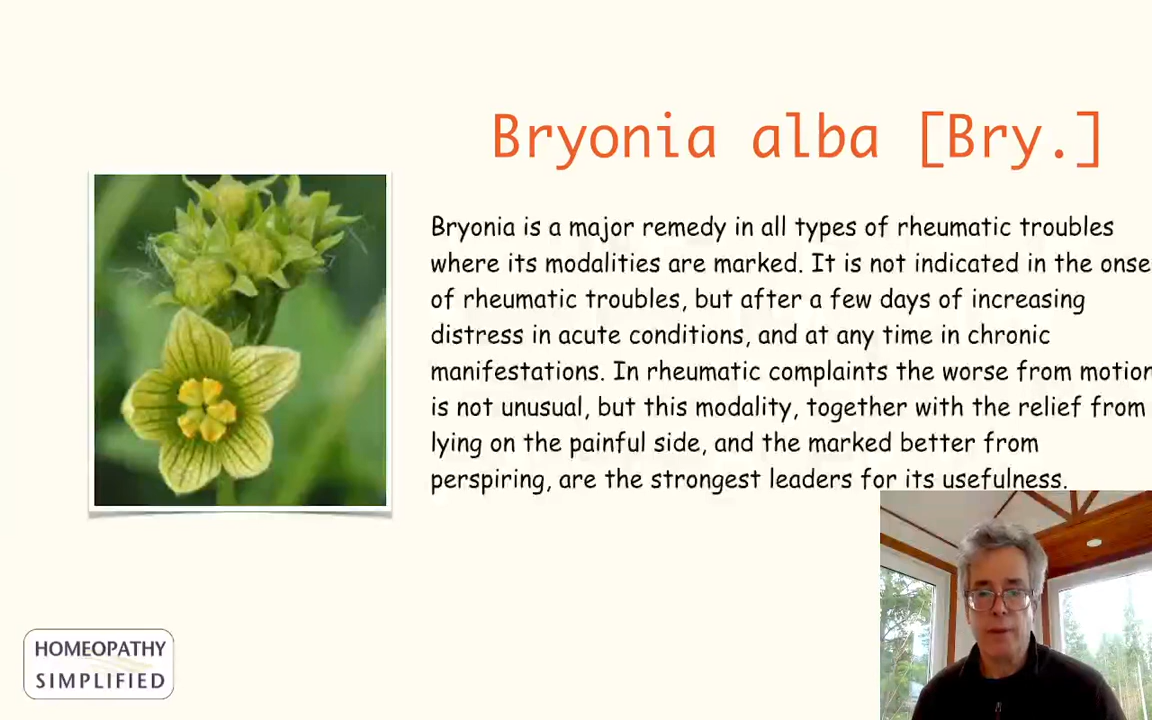 Bryonia alba [Bry.]
Bryonia is a major remedy in all types of rheumatic troubles
where its modalities are marked. It is not indicated in the onse
of rheumatic troubles, but after a few days of increasing
distress in acute conditions, and at any time in chronic
manifestations. In rheumatic complaints the worse from motion
is not unusual, but this modality, together with the relief from
lying on the painful side, and the marked better from
perspiring, are the strongest leaders for its usefulness.
HOMEOPATHY
SIMPLIFIED